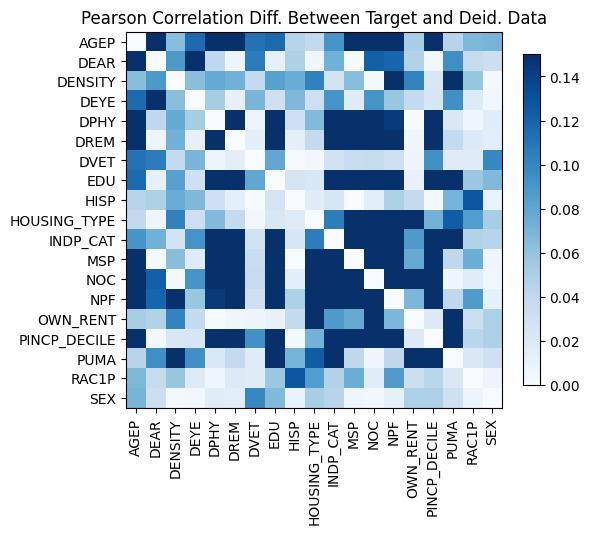 Pearson Correlation Diff. Between Target and Deid. Data
AGEP
DEAR
DENSITY
DEYE
DPHY
DREM
DVET
EDU
HISP
HOUSING_TYPE
INDP_CAT
MSP
NOC
NPF
OWN_RENT
PINCP_DECILE
PUMA
RAC1P
SEX
AGEP
DEAR
DENSITY
DEYE
DPHY
DREM
DVET
EDU
HISP
HOUSING_TYPE
INDP_CAT
MSP
NOC
NPF
OWN_RENT
PINCP_DECILE
PUMA
RAC1P
SEX
0.14
0.12
0.10
0.08
0.06
0.04
0.02
0.00